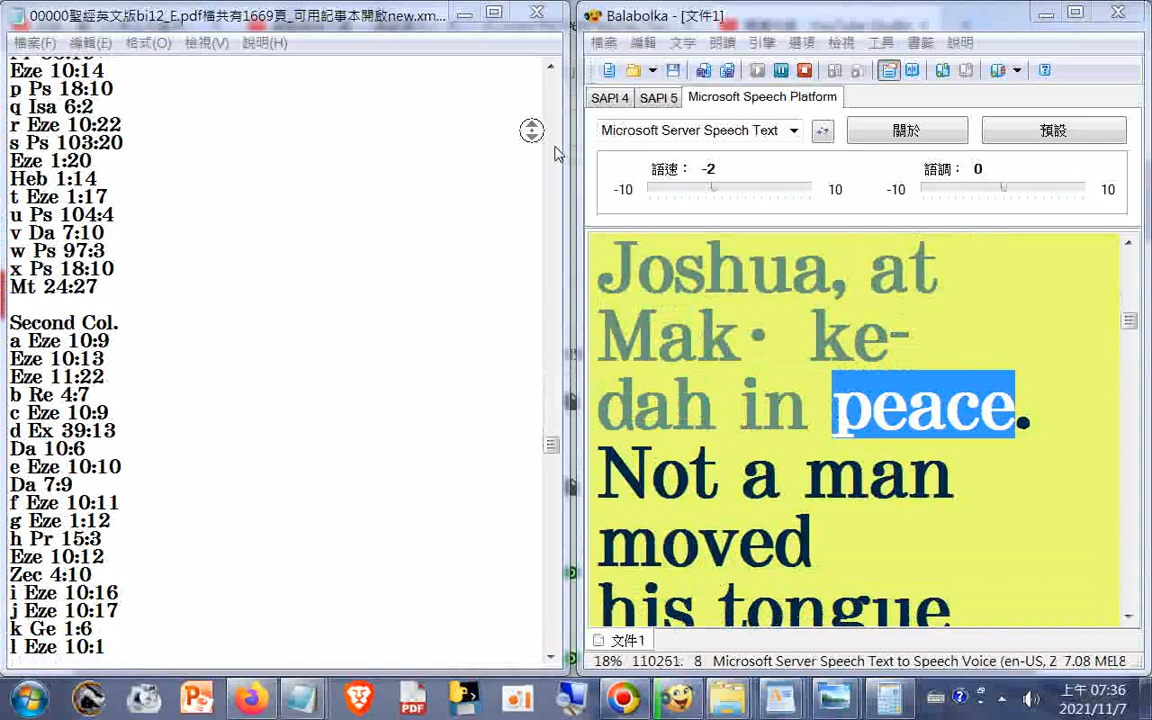 00000聖經英文版bi12_E.pdf檔共有1669頁_可用記事本開啟new.xm...
檔案(F) 編輯(E) 格式(O) 檢視(V) 說明(H)
Eze 10:14
p Ps 18:10
q Isa 6:2
r Eze 10:22
s Ps 103:20
Eze 1:20
Heb 1:14
t Eze 1:17
u Ps 104:4
v Da 7:10
w Ps 97:3
x Ps 18:10
Mt 24:27
Second Col.
a Eze 10:9
Eze 10:13
Eze 11:22
b Re 4:7
c Eze 10:9
d Ex 39:13
Da 10:6
e Eze 10:10
Da 7:9
f Eze 10:11
g Eze 1:12
h Pr 15:3
Eze 10:12
Zec 4:10
i Eze 10:16
j Eze 10:17
k Ge 1:6
l Eze 10:1
Balabolka - [文件1]
檔案 編輯 文字 朗讀 引擎 選項 檢視 工具 書籤 說明
SAPI 4 SAPI 5 Microsoft Speech Platform
Microsoft Server Speech Text 關於 預設
語速： -2 語調： 0
-10 10 -10 10
Joshua, at
Mak· ke-
dah in peace.
Not a man
moved
his tongue
文件1
18% 110251. 8 Microsoft Server Speech Text to Speech Voice (en-US, Z 7.08 ME 18
上午 07:36
2021/11/7